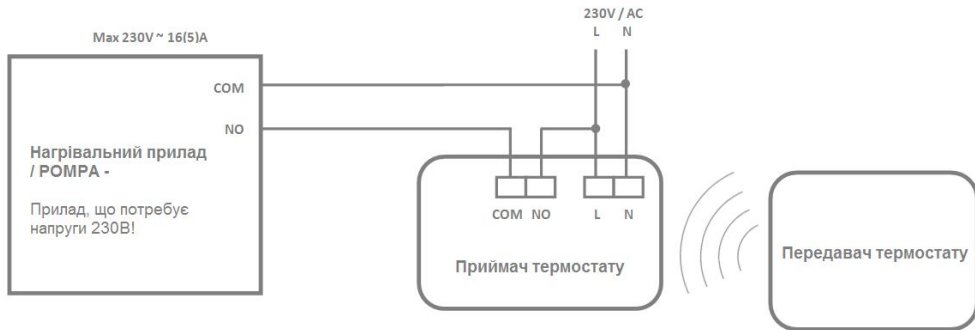 230V / AC
L N
Max 230V ~ 16(5)A
COM
NO
Нагрівальний прилад
/ POMPA -
Прилад, що потребує
напруги 230В!
COM NO L N
Приймач термостату
Передавач термостату